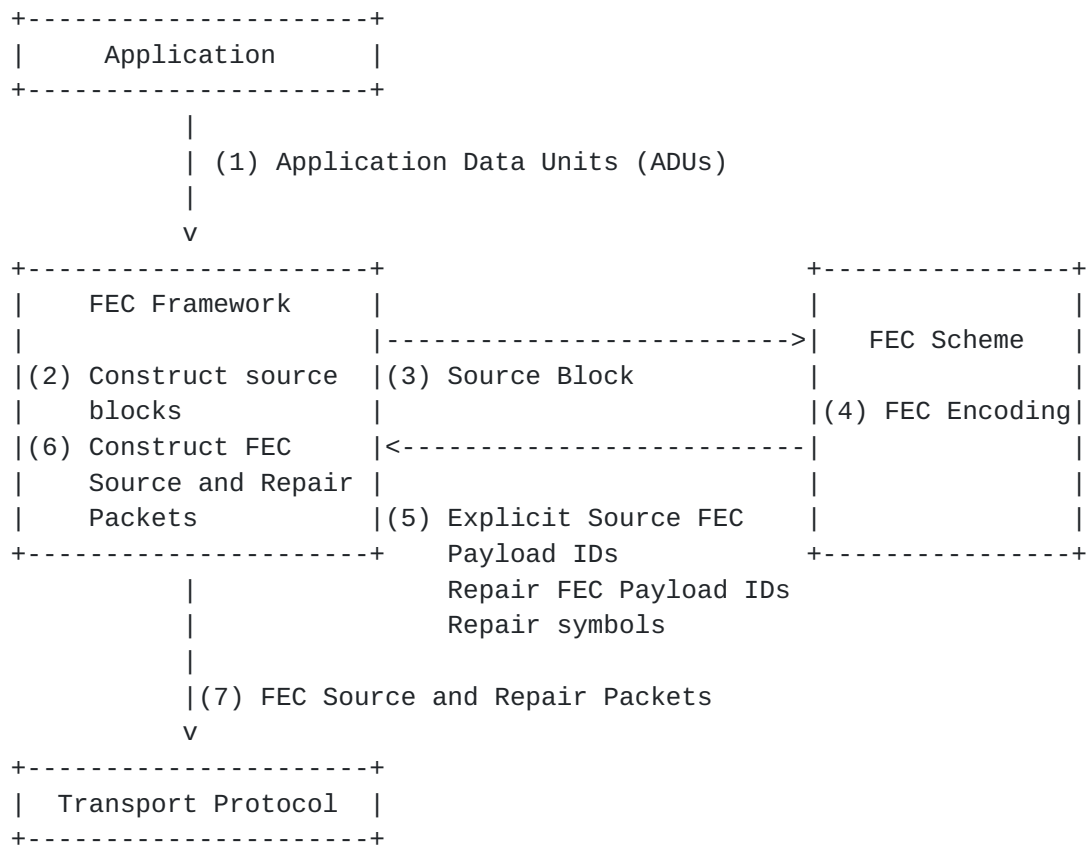 +----------------------+
|     Application      |
+----------------------+
           |
           | (1) Application Data Units (ADUs)
           |
           v
+----------------------+                           +----------------+
|    FEC Framework     |                           |                |
|                      |-------------------------->|   FEC Scheme   |
|(2) Construct source  |(3) Source Block           |                |
|    blocks            |                           |(4) FEC Encoding|
|(6) Construct FEC     |<--------------------------|                |
|    Source and Repair |                           |                |
|    Packets           |(5) Explicit Source FEC    |                |
+----------------------+    Payload IDs            +----------------+
           |                Repair FEC Payload IDs
           |                Repair symbols
           |
           |(7) FEC Source and Repair Packets
           v
+----------------------+
|  Transport Protocol  |
+----------------------+